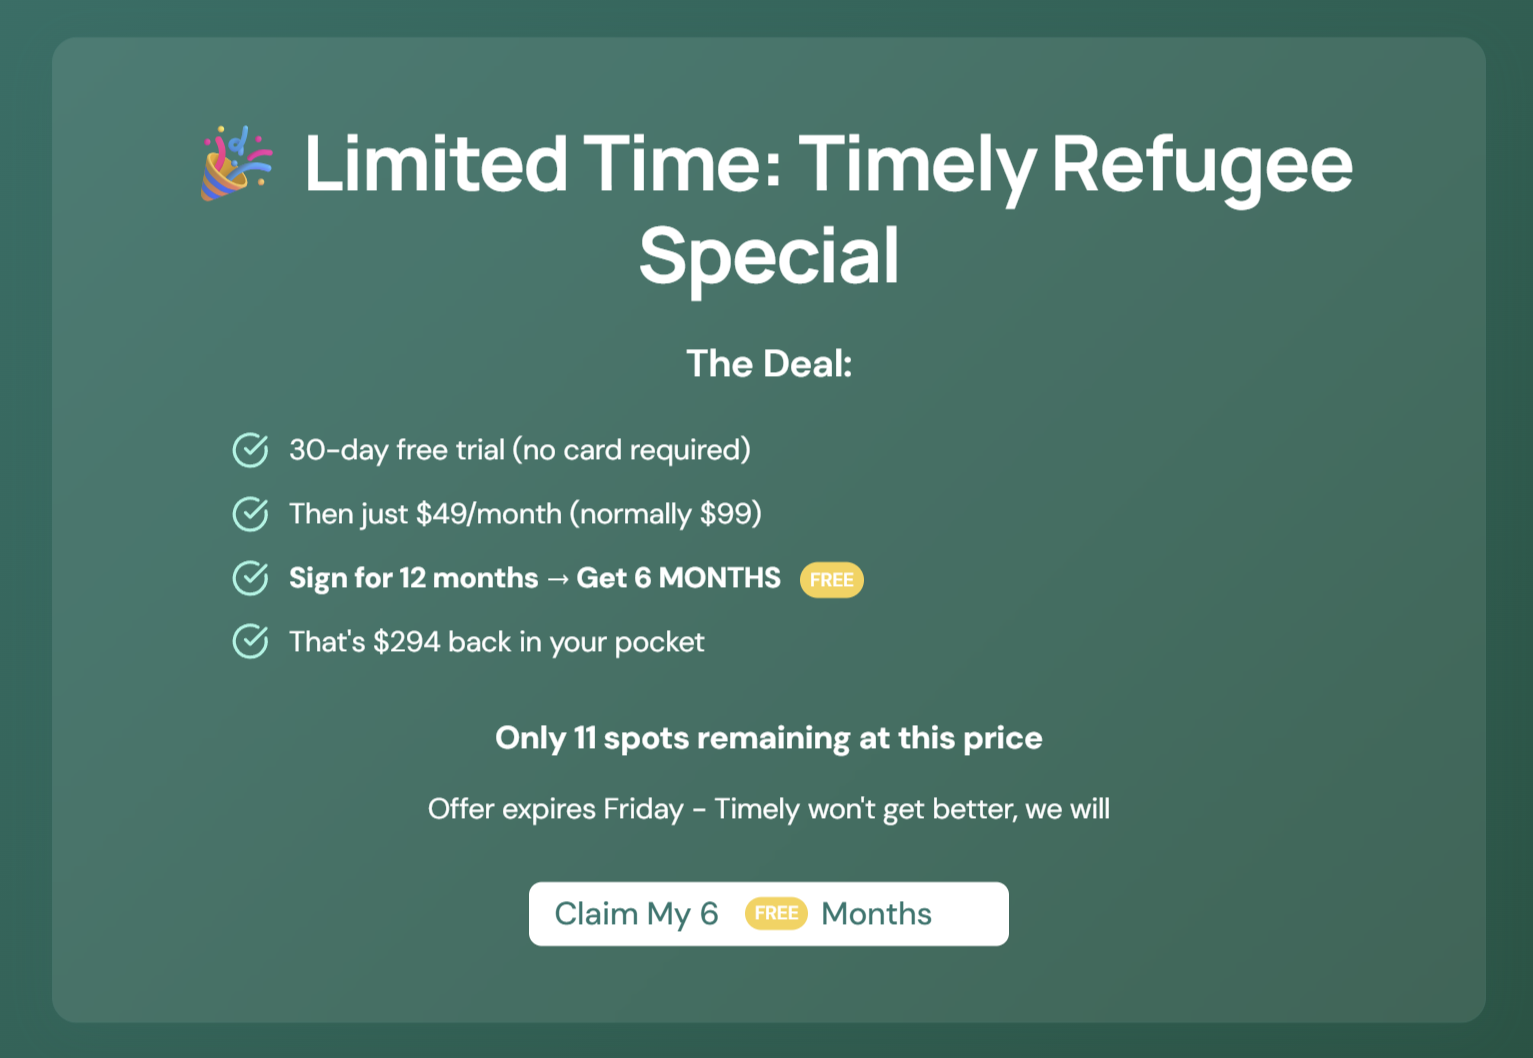 🎉 Limited Time: Timely Refugee
Special
The Deal:
30-day free trial (no card required)
Then just $49/month (normally $99)
Sign for 12 months → Get 6 MONTHS FREE
That's $294 back in your pocket
Only 11 spots remaining at this price
Offer expires Friday - Timely won't get better, we will
Claim My 6 FREE Months